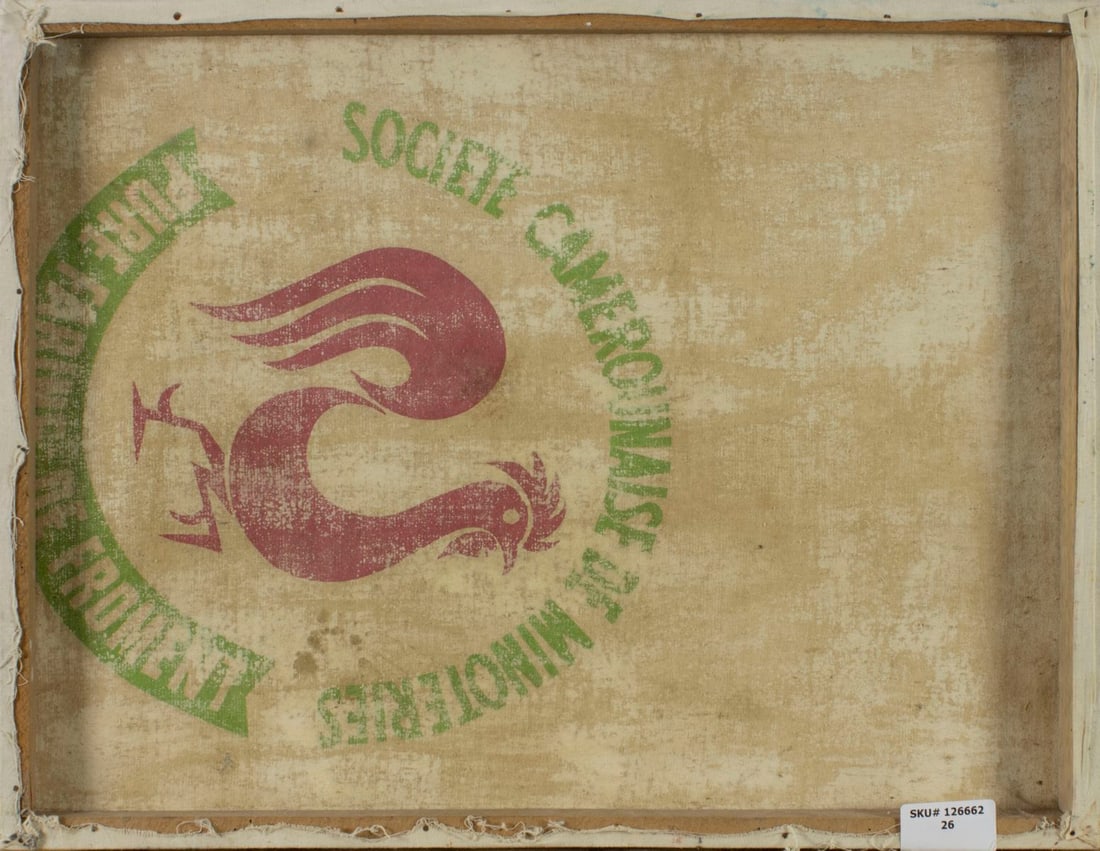 SOCIETE CAMEROUNAISE DE MINOTERIES
PURE FARINE DE FROMENT
SKU# 126662
26